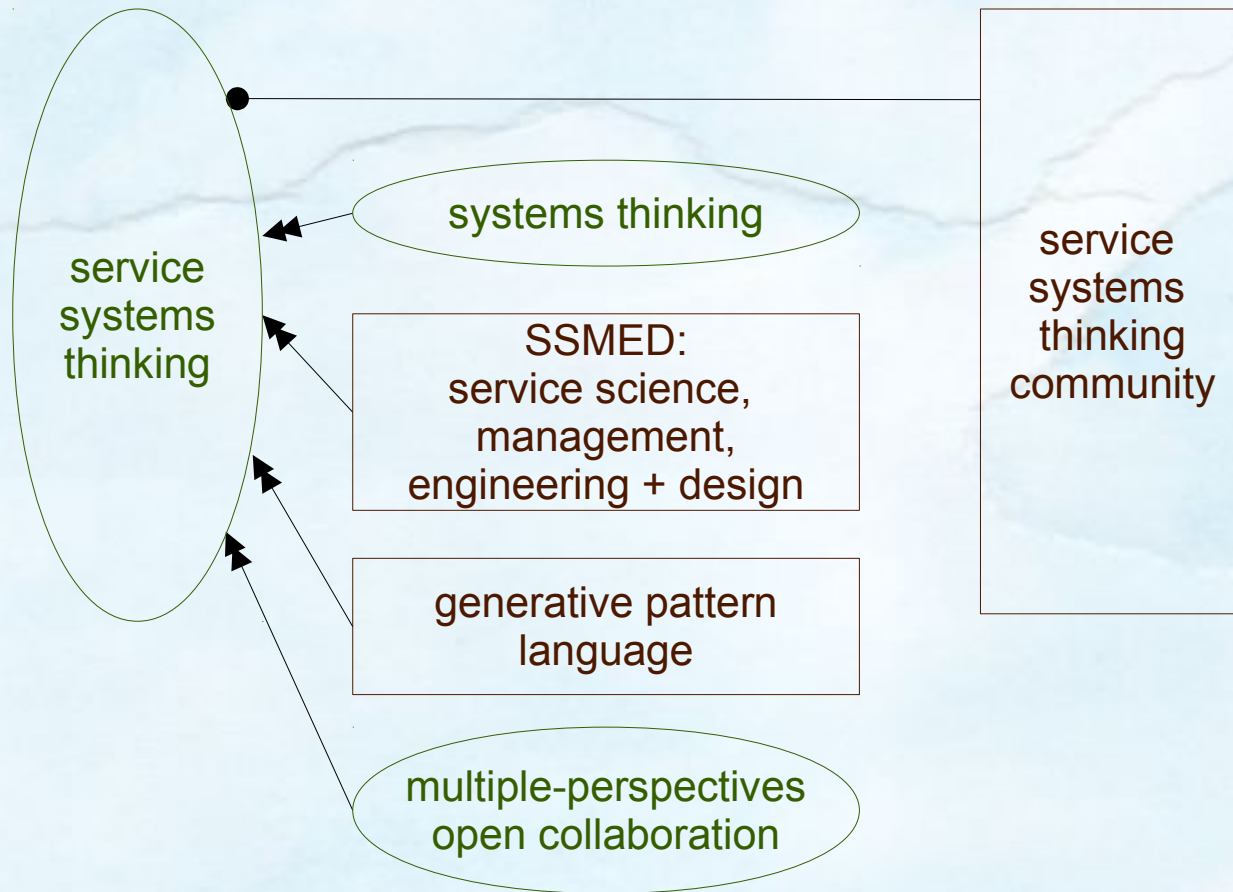 service
systems
thinking
systems thinking
SSMED:
service science,
management,
engineering + design
generative pattern
language
multiple-perspectives
open collaboration
service
systems
thinking
community